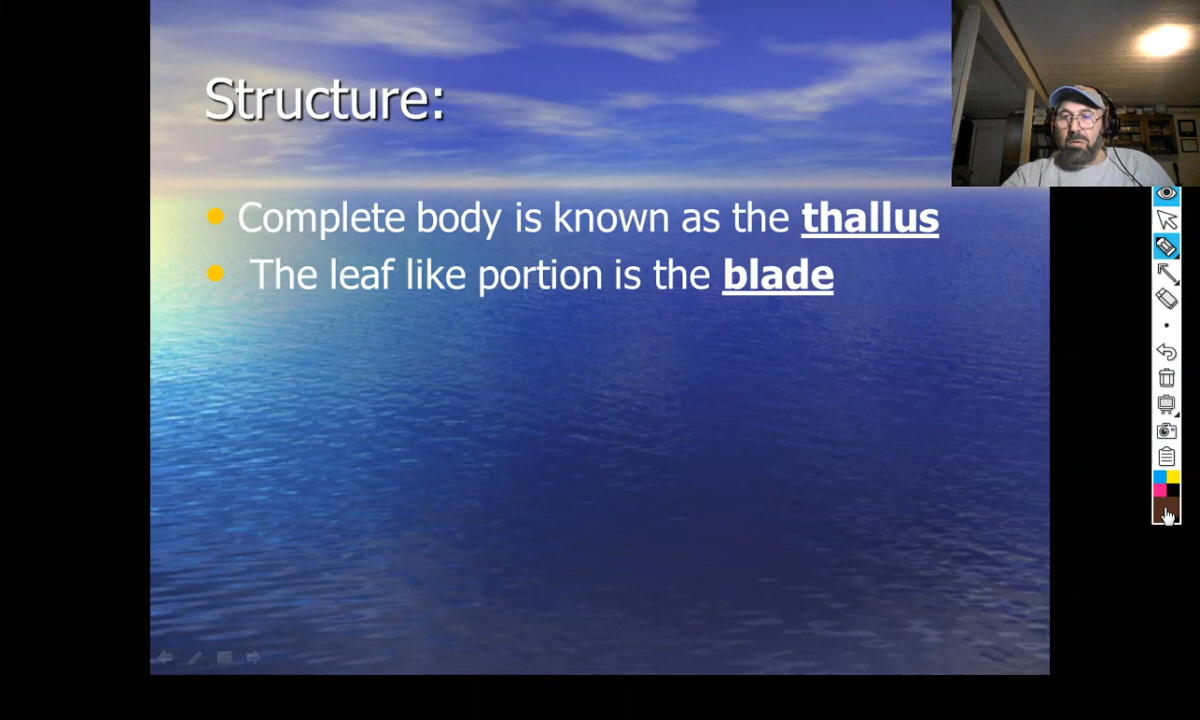 Structure:
Complete body is known as the thallus
The leaf like portion is the blade